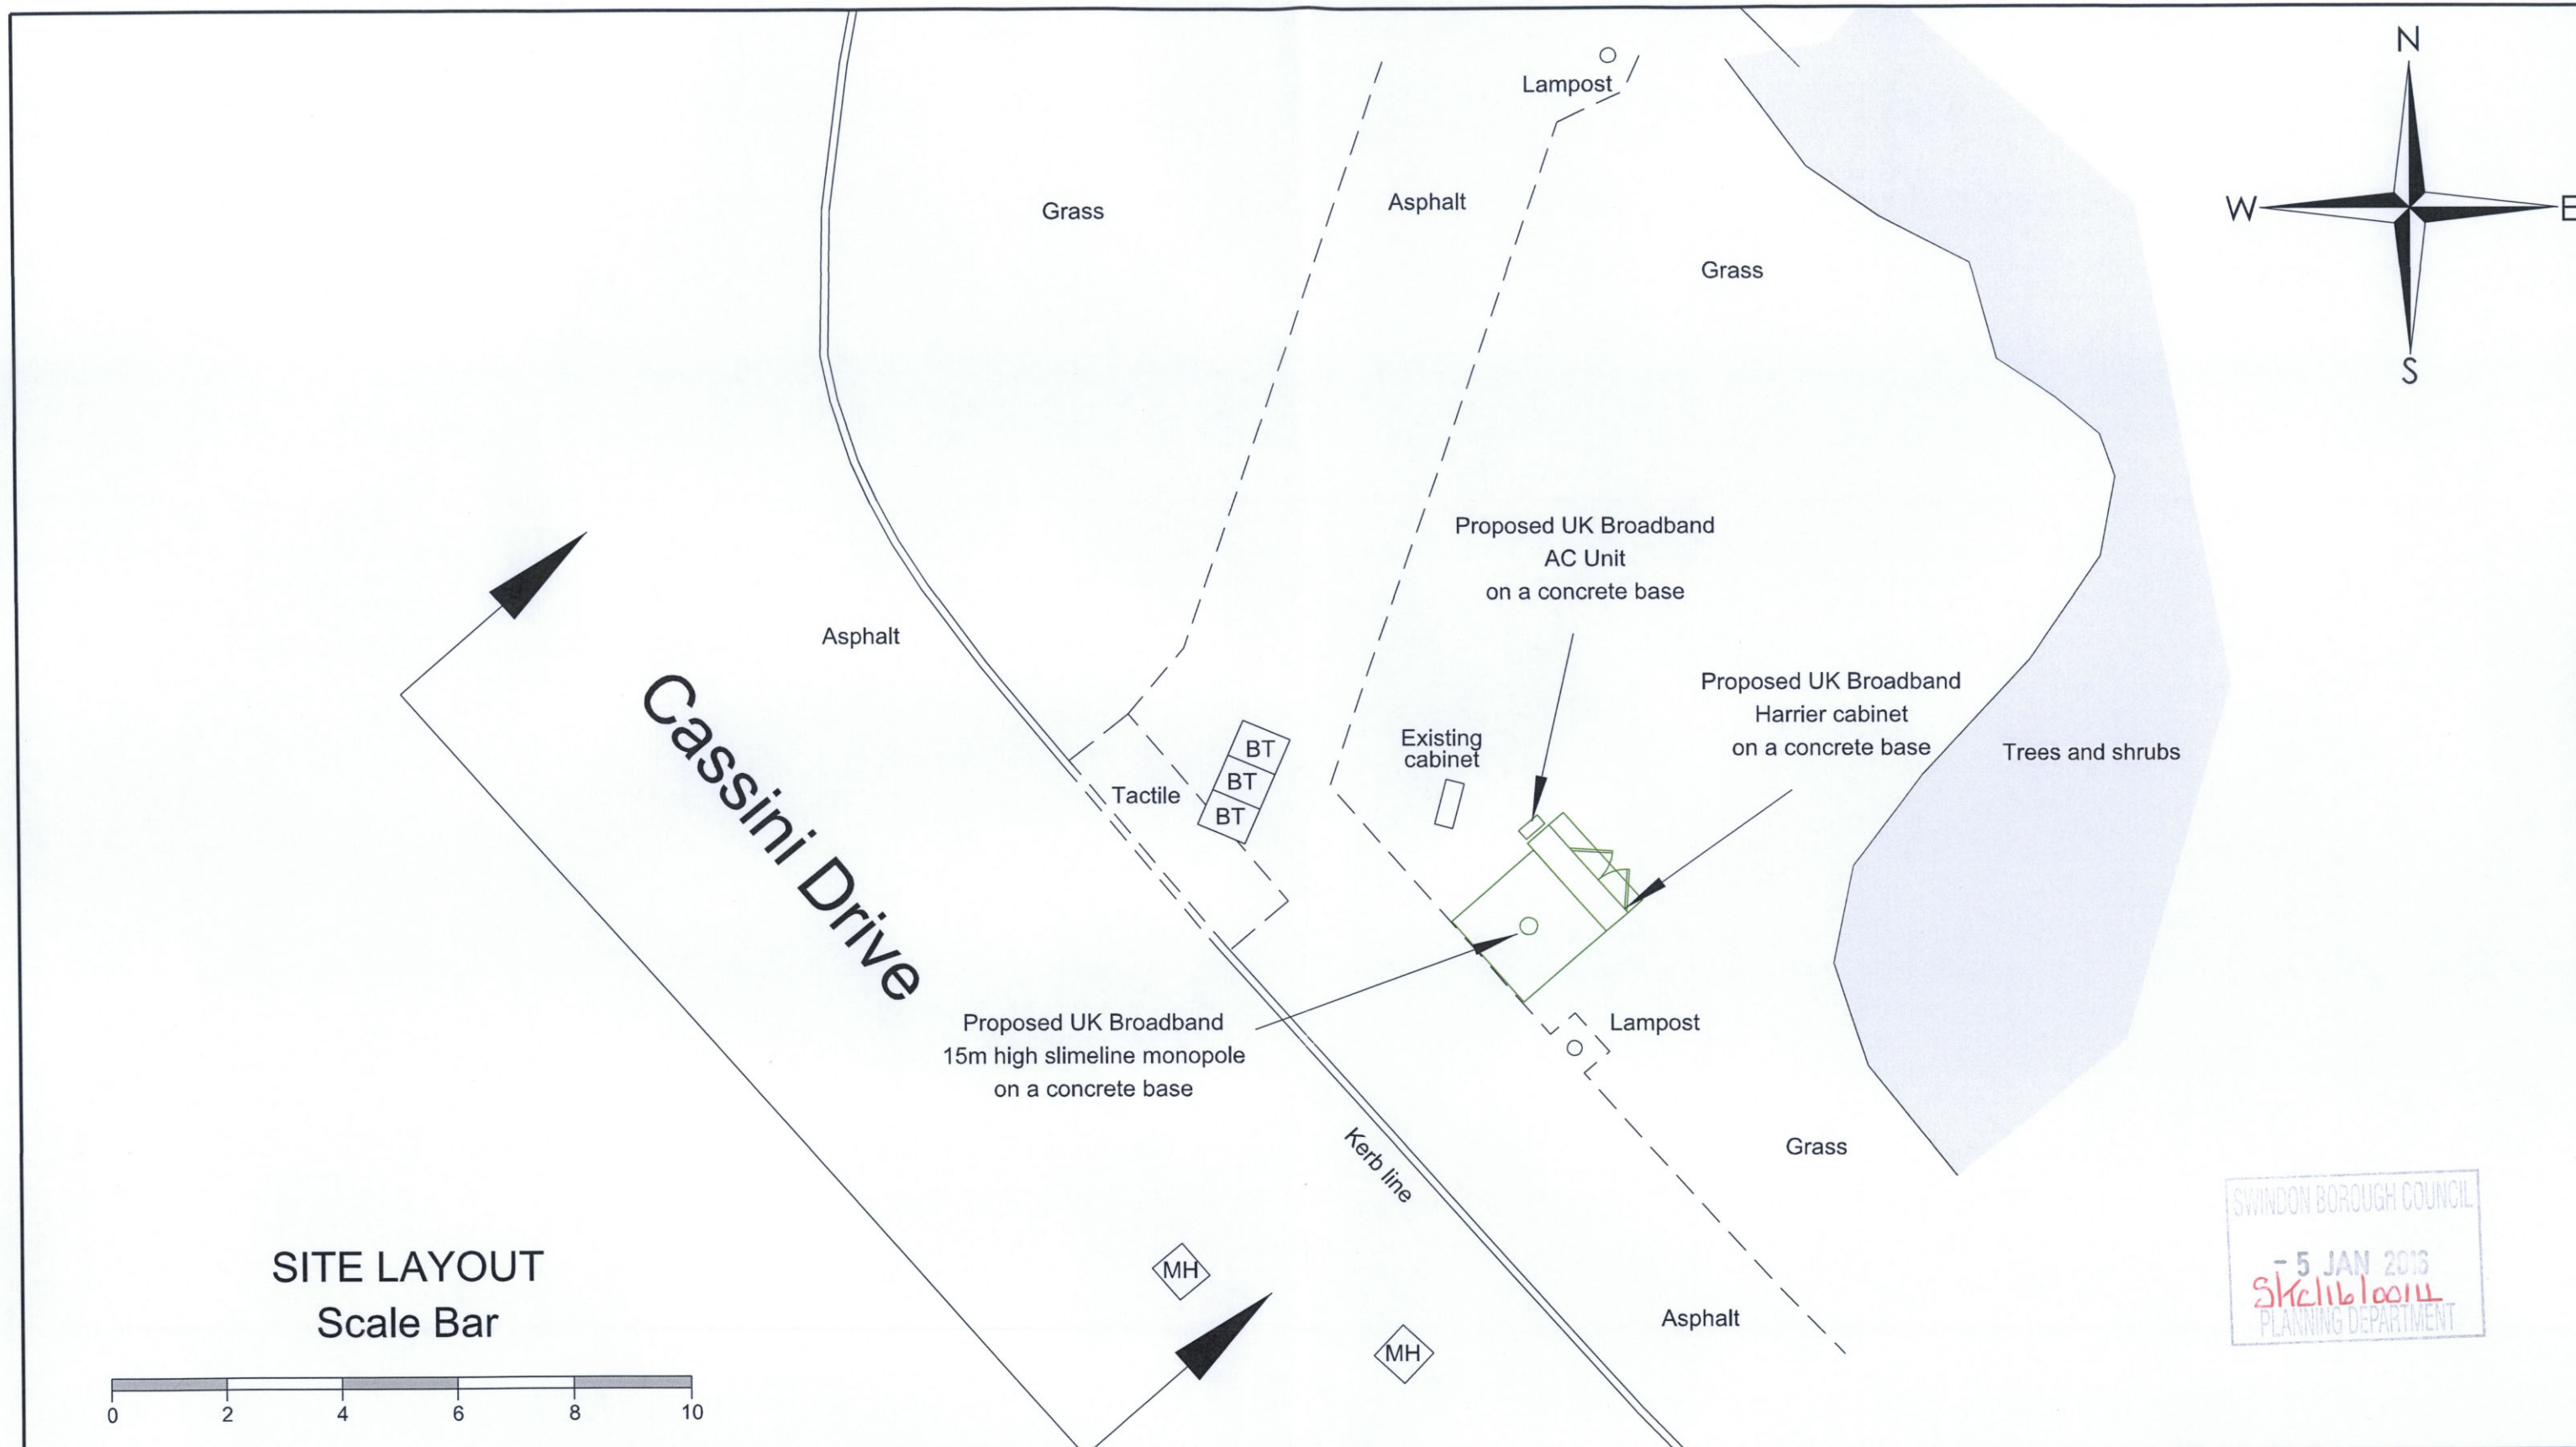 N
W
E
S
Lampost
Grass
Asphalt
Grass
Proposed UK Broadband
AC Unit
on a concrete base
Asphalt
Cassini Drive
Proposed UK Broadband
Harrier cabinet
on a concrete base
Existing
cabinet
Trees and shrubs
BT
BT
BT
Tactile
Proposed UK Broadband
15m high slimeline monopole
on a concrete base
Lampost
Kerb line
Grass
SWINDON BOROUGH COUNCIL
- 5 JAN 2016
PLANNING DEPARTMENT
MH
MH
Asphalt
SITE LAYOUT
Scale Bar
0 2 4 6 8 10